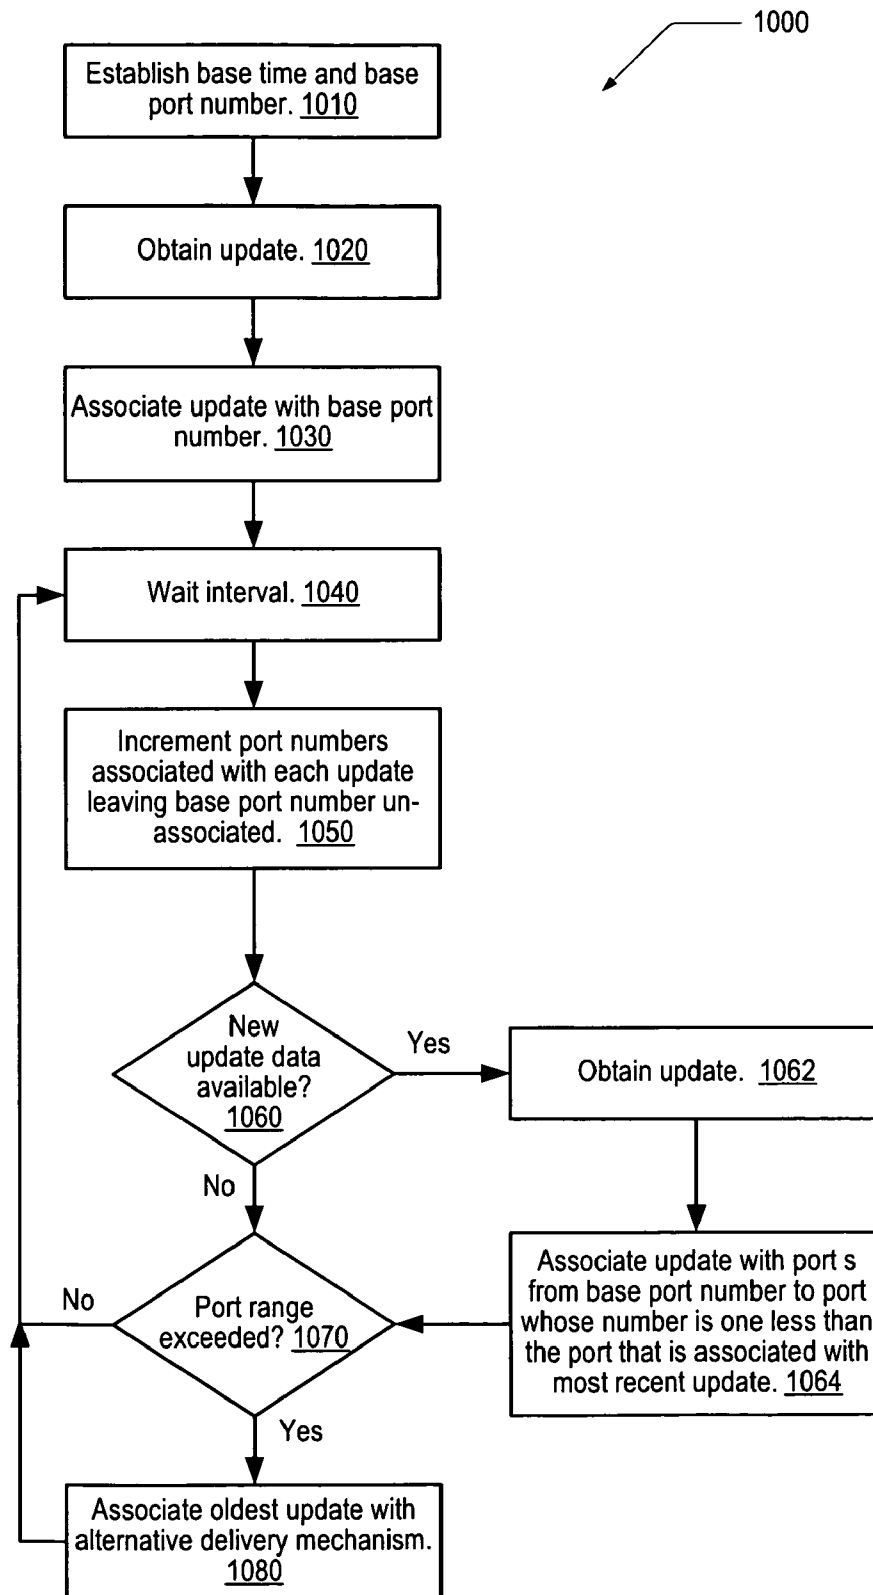 1000
Establish base time and base
port number. 1010
Obtain update. 1020
Associate update with base port
number. 1030
Wait interval. 1040
Increment port numbers
associated with each update
leaving base port number un-
associated. 1050
New
update data
available?
1060
Yes
Obtain update. 1062
No
Associate update with port s
from base port number to port
whose number is one less than
the port that is associated with
most recent update. 1064
No
Port range
exceeded? 1070
Yes
Associate oldest update with
alternative delivery mechanism.
1080